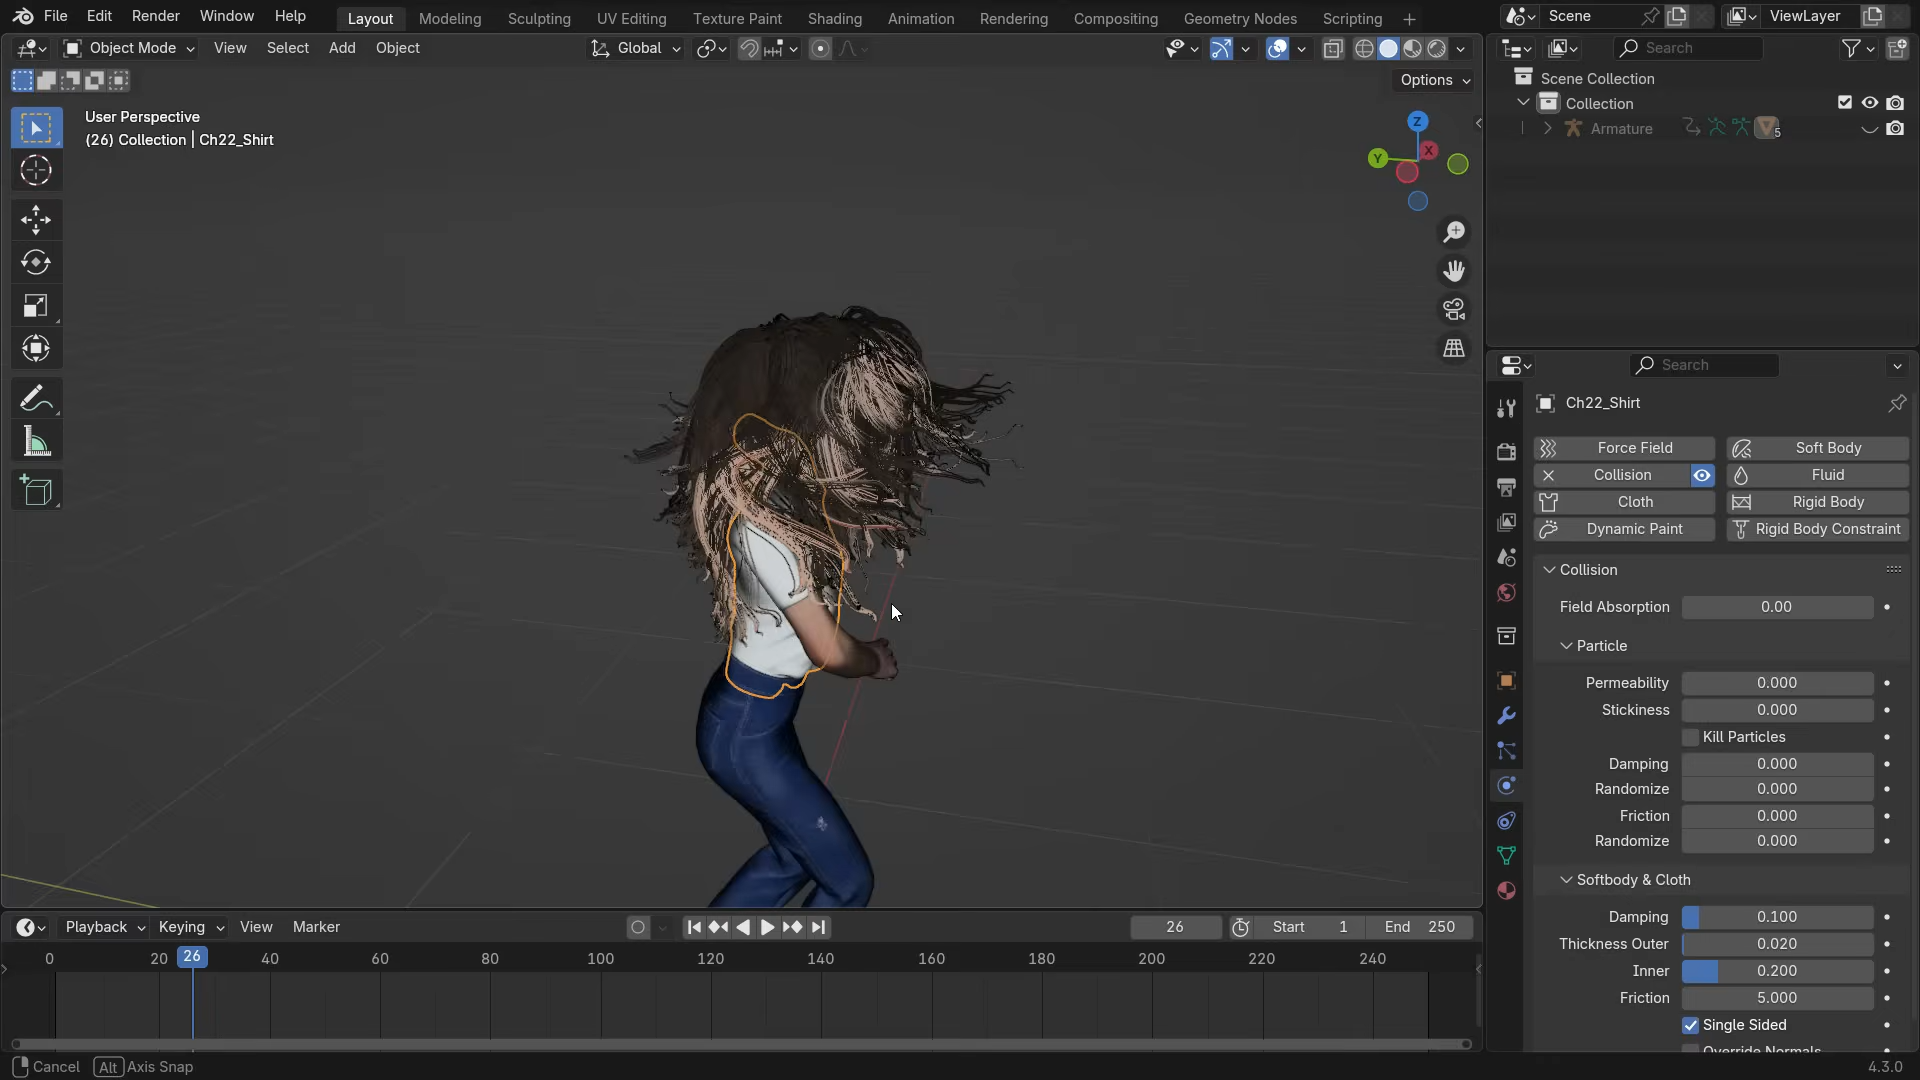 File Edit Render Window Help Layout Modeling Sculpting UV Editing Texture Paint Shading Animation Rendering Compositing Geometry Nodes Scripting Scene ViewLayer
Object Mode View Select Add Object Global Search
Options
User Perspective
(26) Collection | Ch22_Shirt
Z
Y
X
Scene Collection
Collection
Armature 5
Search
Ch22_Shirt
Force Field Soft Body
Collision Fluid
Cloth Rigid Body
Dynamic Paint Rigid Body Constraint
Collision
Field Absorption 0.00
Particle
Permeability 0.000
Stickiness 0.000
Kill Particles
Damping 0.000
Randomize 0.000
Friction 0.000
Randomize 0.000
Softbody & Cloth
Damping 0.100
Thickness Outer 0.020
Inner 0.200
Friction 5.000
Single Sided
Override Normals
Playback Keying View Marker 26 Start 1 End 250
0 20 26 40 60 80 100 120 140 160 180 200 220 240
Cancel Alt Axis Snap 4.3.0